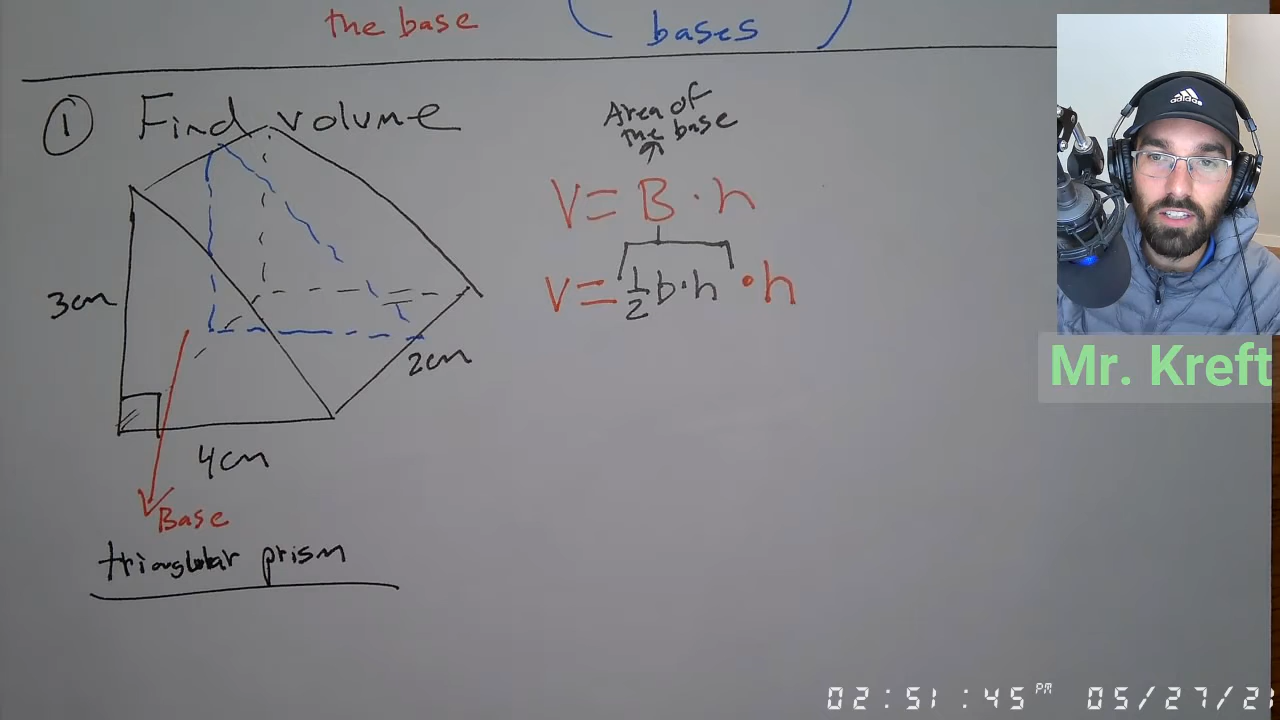 the base
bases
① Find volume
Area of
the base
V = B · h
V = 1/2 b · h · h
3cm
2cm
4cm
Base
prism
adidas
Mr. Kreft
02:51:45 PM 05/27/2